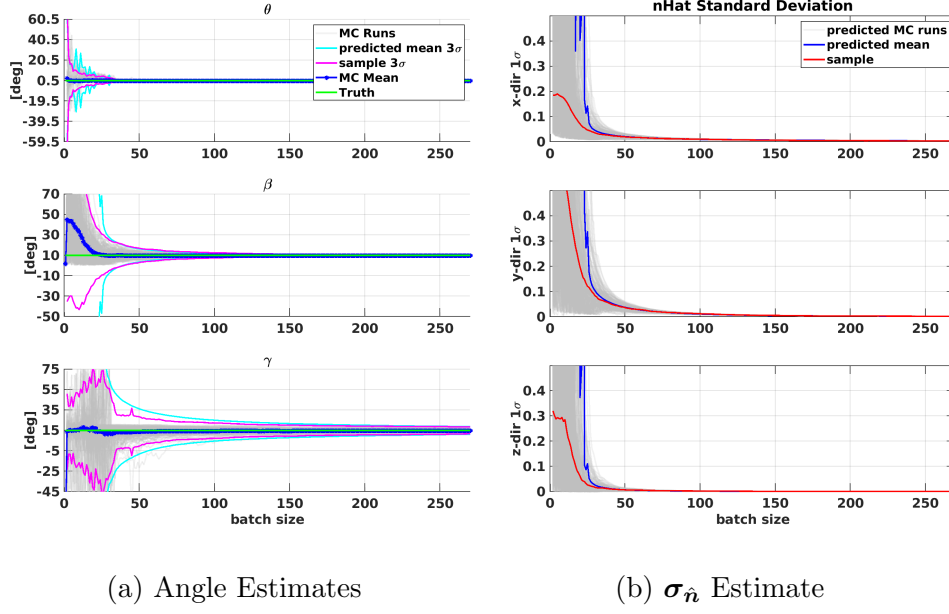 θ
60.5
40.5
20.5
0.5
-19.5
-39.5
-59.5
[deg]
MC Runs
predicted mean 3σ
sample 3σ
MC Mean
Truth
0 50 100 150 200 250
β
70
50
30
10
-10
-30
-50
[deg]
0 50 100 150 200 250
γ
75
55
35
15
-5
-25
-45
[deg]
0 50 100 150 200 250
batch size
nHat Standard Deviation
x-dir 1σ
0.4
0.3
0.2
0.1
0
predicted MC runs
predicted mean
sample
0 50 100 150 200 250
y-dir 1σ
0.4
0.3
0.2
0.1
0
0 50 100 150 200 250
z-dir 1σ
0.4
0.3
0.2
0.1
0
0 50 100 150 200 250
batch size
(a) Angle Estimates
(b) σn̂ Estimate